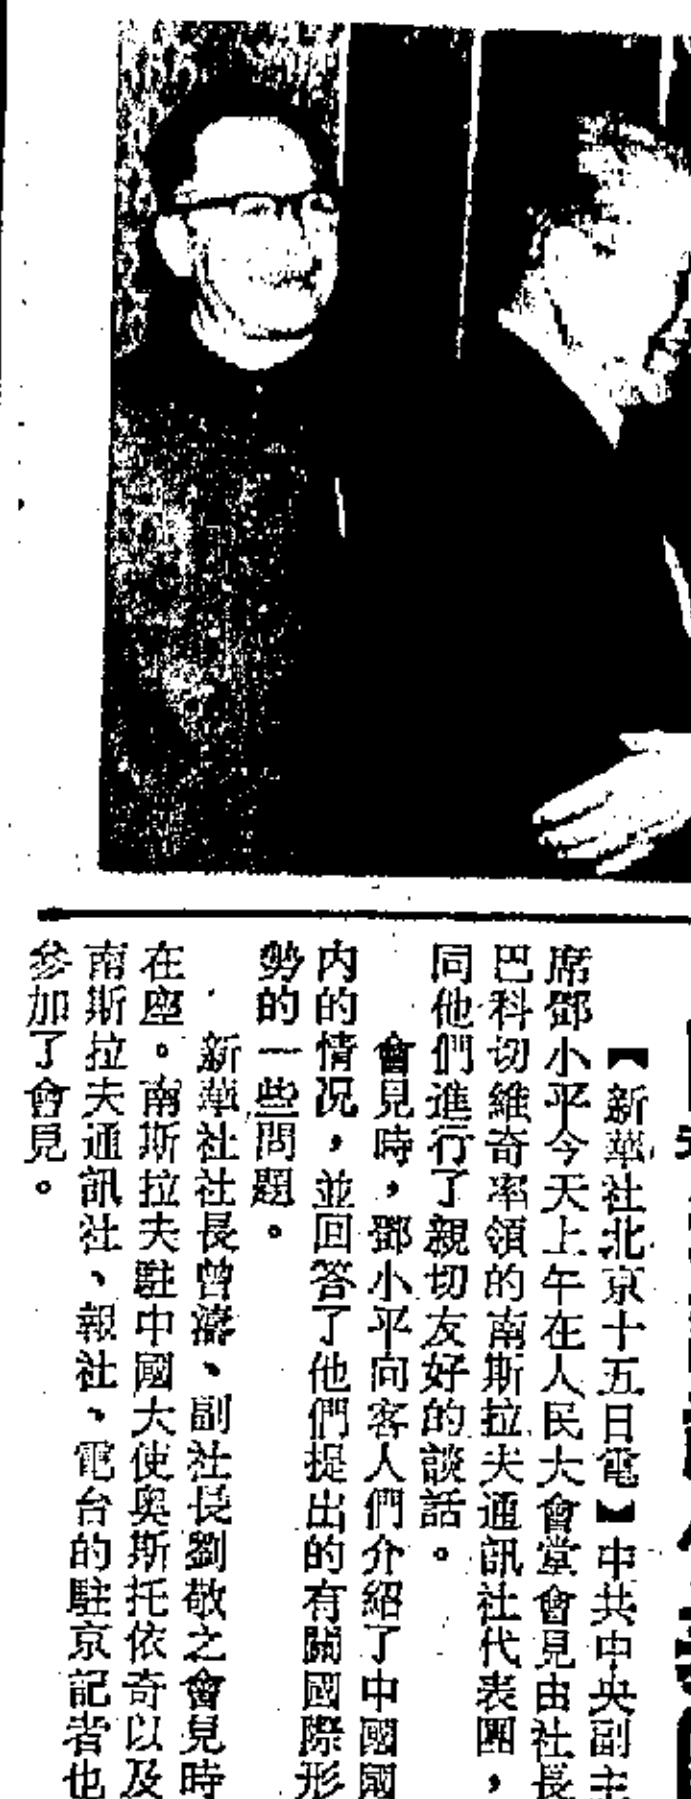 【新華社北京十五日電】中共中央副主
席鄧小平今天上午在人民大會堂會見由社長
巴科切維奇率領的南斯拉夫通訊社代表團，
同他們進行了親切友好的談話。
會見時，鄧小平向客人們介紹了中國國
內的情況，並回答了他們提出的有關國際形
勢的一些問題。
新華社社長曾濤、副社長劉敬之會見時
在座。南斯拉夫駐中國大使奧斯托依奇以及
南斯拉夫通訊社、報社、電台的駐京記者也
參加了會見。